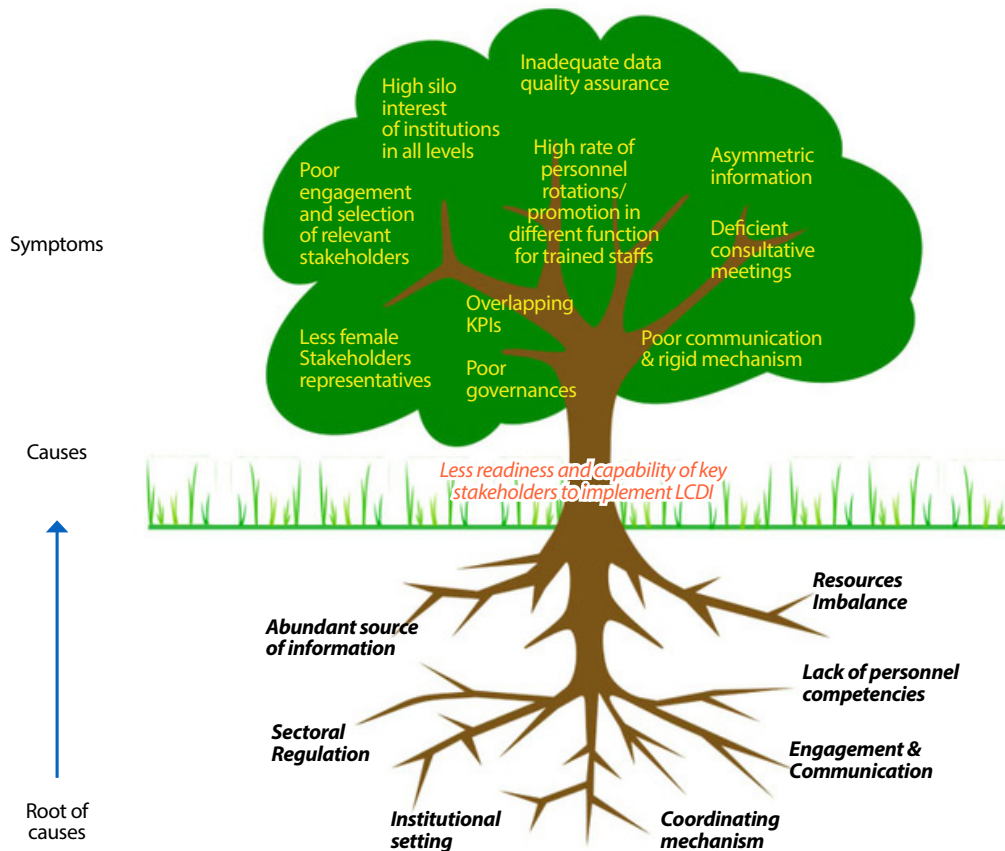 Inadequate data
quality assurance
High silo
interest
of institutions
in all levels
High rate of
personnel
rotations/
promotion in
different function
for trained staffs
Asymmetric
information
Poor
engagement
and selection
of relevant
stakeholders
Symptoms
Deficient
consultative
meetings
Overlapping
KPIs
Less female
Stakeholders
representatives
Poor communication
& rigid mechanism
Poor
governances
Causes
Less readiness and capability of key
stakeholders to implement LCDI
Resources
Imbalance
Abundant source
of information
Lack of personnel
competencies
Sectoral
Regulation
Engagement &
Communication
Root of
causes
Institutional
setting
Coordinating
mechanism